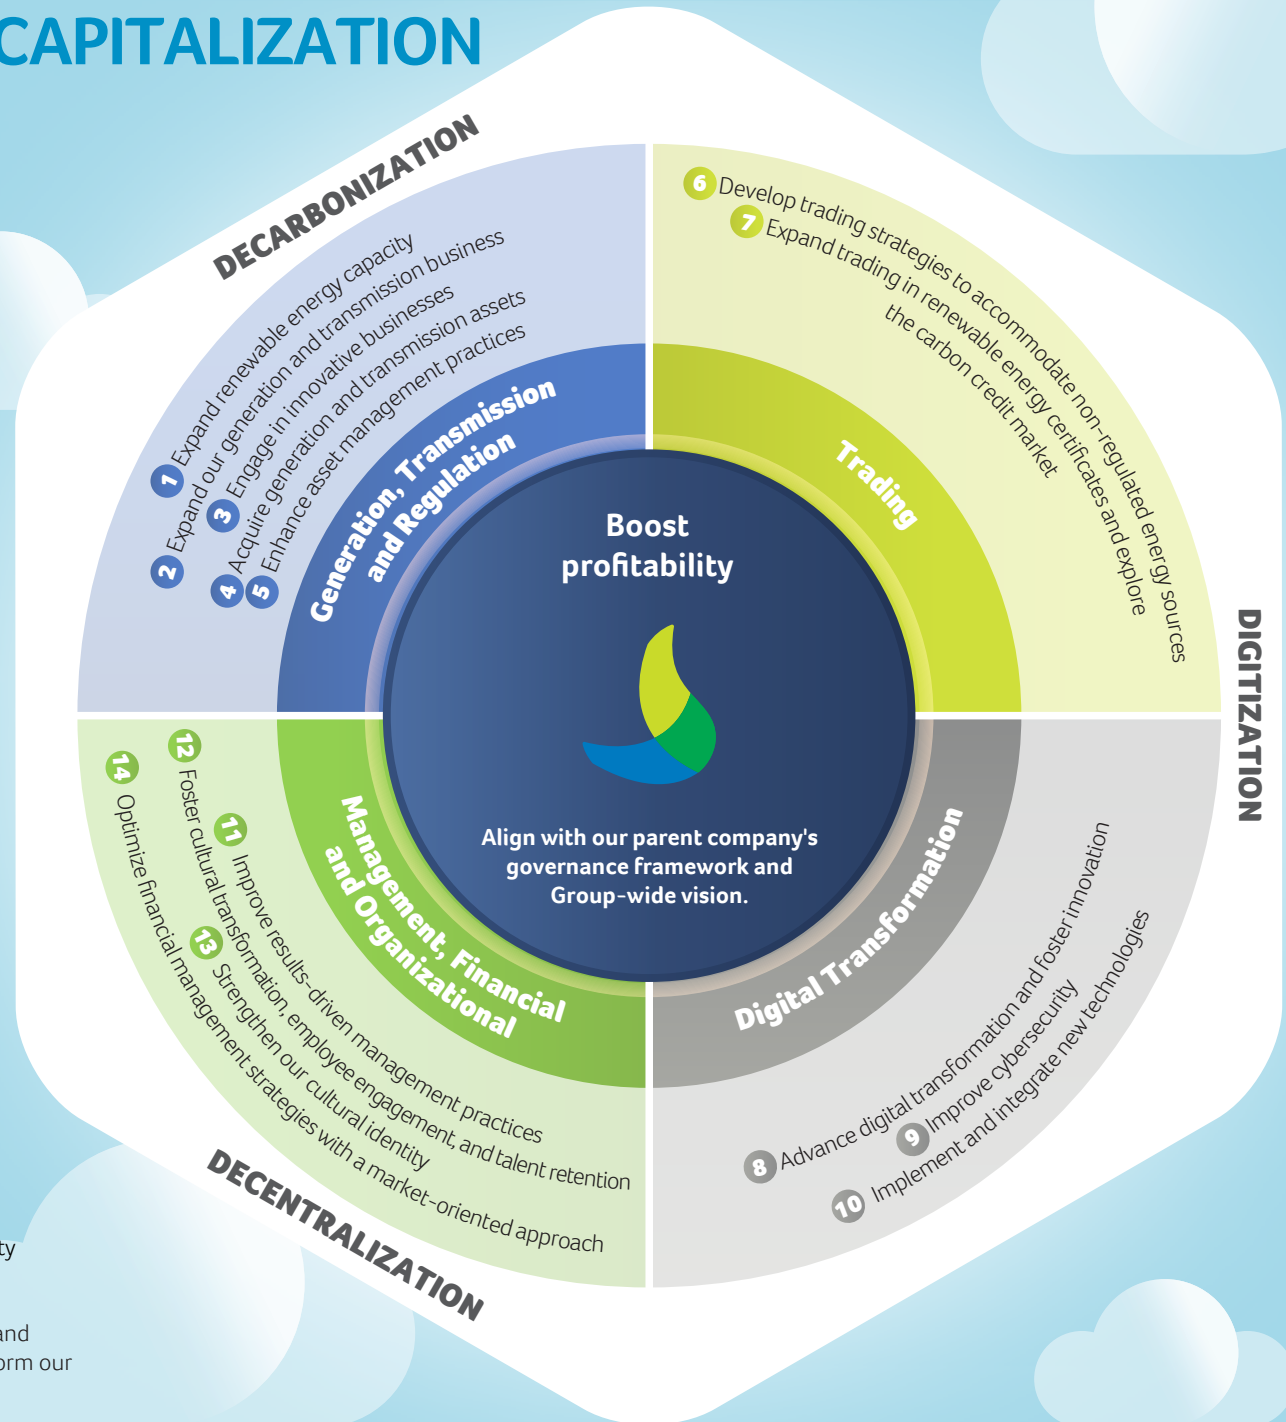 CAPITALIZATION
DECARBONIZATION
1 Expand renewable energy capacity
2 Expand our generation and transmission business
3 Engage in innovative businesses
4 Acquire generation and transmission assets
5 Enhance asset management practices
Generation, Transmission
and Regulation
6 Develop trading strategies to accommodate non-regulated energy sources
7 Expand trading in renewable energy certificates and explore
the carbon credit market
Trading
DIGITIZATION
Boost
profitability
Align with our parent company's
governance framework and
Group-wide vision.
Digital Transformation
8 Advance digital transformation and foster innovation
9 Improve cybersecurity
10 Implement and integrate new technologies
Management, Financial
and Organizational
11 Improve results-driven management practices
12 Foster cultural transformation, employee engagement, and talent retention
13 Strengthen our cultural identity
14 Optimize financial management strategies with a market-oriented approach
DECENTRALIZATION
ty
and
orm our